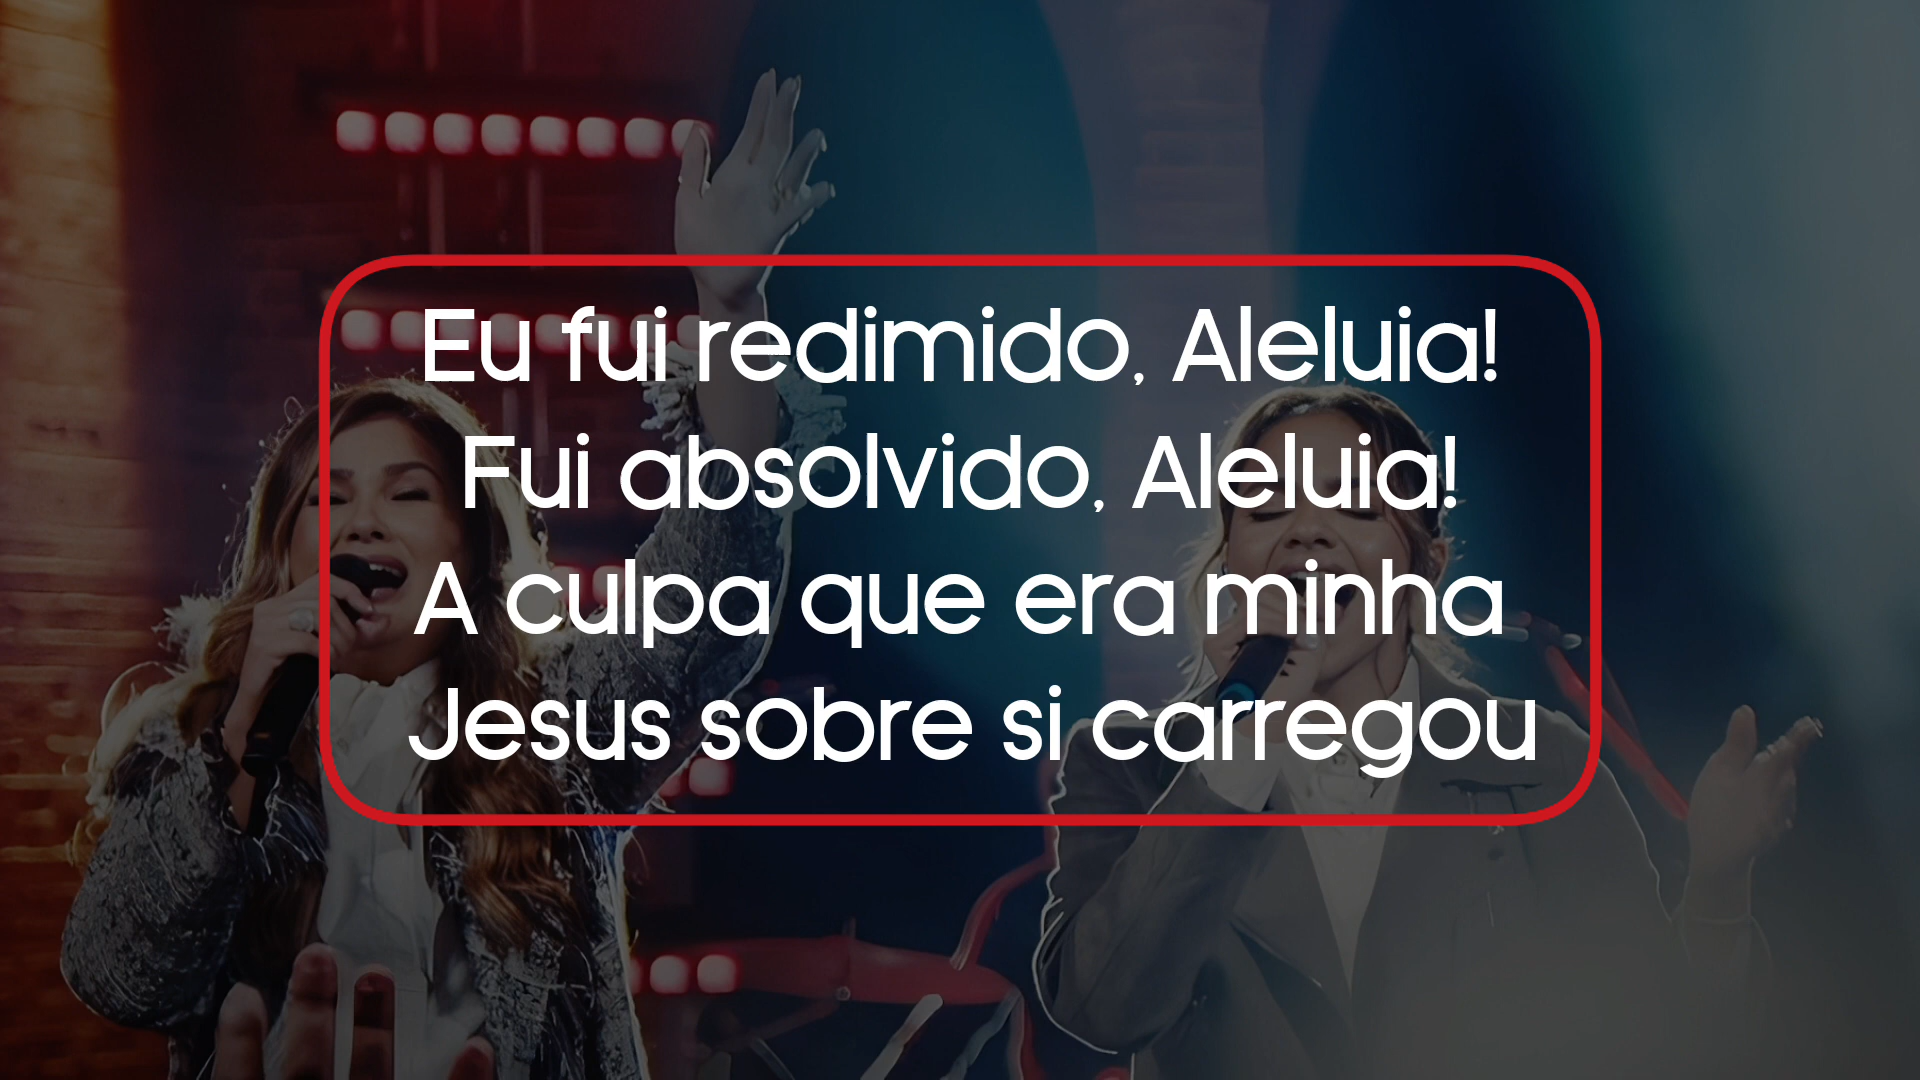 Eu fui redimido, Aleluia!
Fui absolvido, Aleluia!
A culpa que era minha
Jesus sobre si carregou